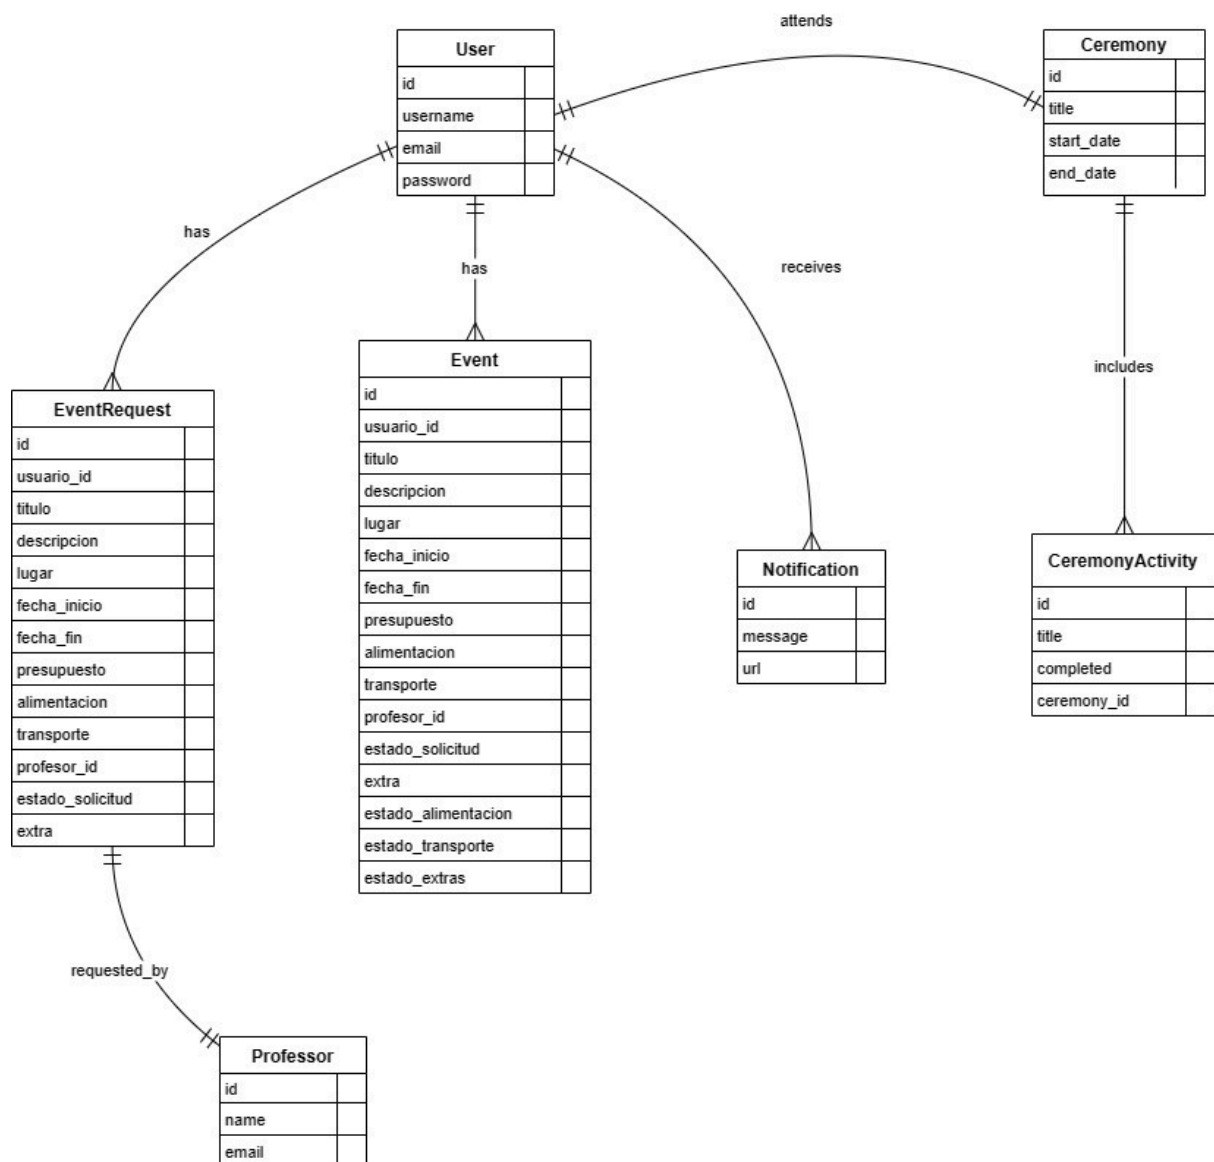 attends
User
id
username
email
password
Ceremony
id
title
start_date
end_date
has
has
receives
includes
EventRequest
id
usuario_id
titulo
descripcion
lugar
fecha_inicio
fecha_fin
presupuesto
alimentacion
transporte
profesor_id
estado_solicitud
extra
Event
id
usuario_id
titulo
descripcion
lugar
fecha_inicio
fecha_fin
presupuesto
alimentacion
transporte
profesor_id
estado_solicitud
extra
estado_alimentacion
estado_transporte
estado_extras
Notification
id
message
url
CeremonyActivity
id
title
completed
ceremony_id
requested_by
Professor
id
name
email